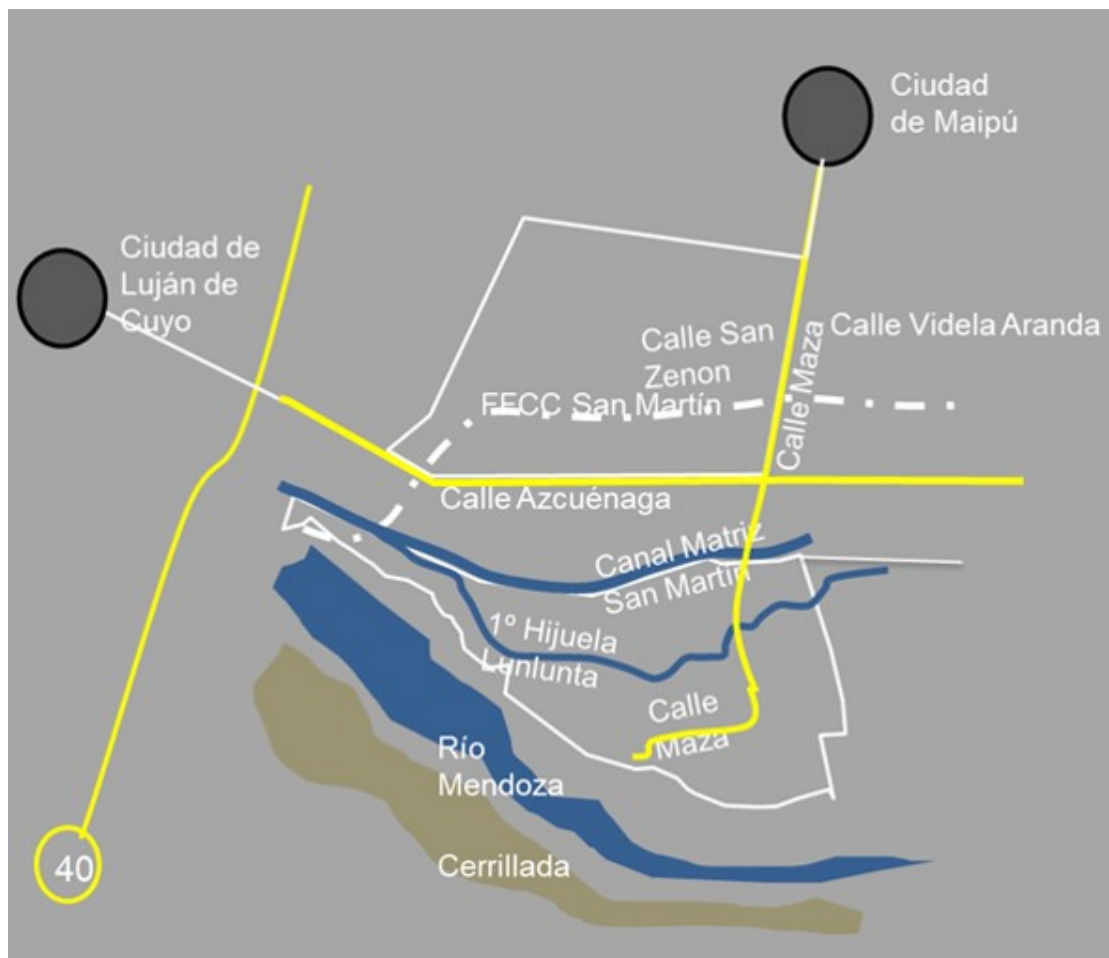 Ciudad
de Maipú
Ciudad de
Luján de
Cuyo
Calle San
Zenon
Calle Maza
Calle Videla Aranda
FFCC San Martín
Calle Azcuénaga
Canal Matriz
San Martín
1º Hijuela
Lunlunta
Calle
Maza
Río
Mendoza
Cerrillada
40